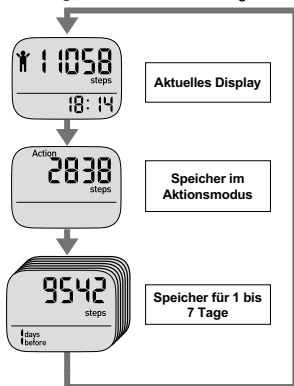 11058
steps
18:14
Aktuelles Display
Action
2838
steps
Speicher im
Aktionsmodus
9542
steps
1 days
before
Speicher für 1 bis
7 Tage